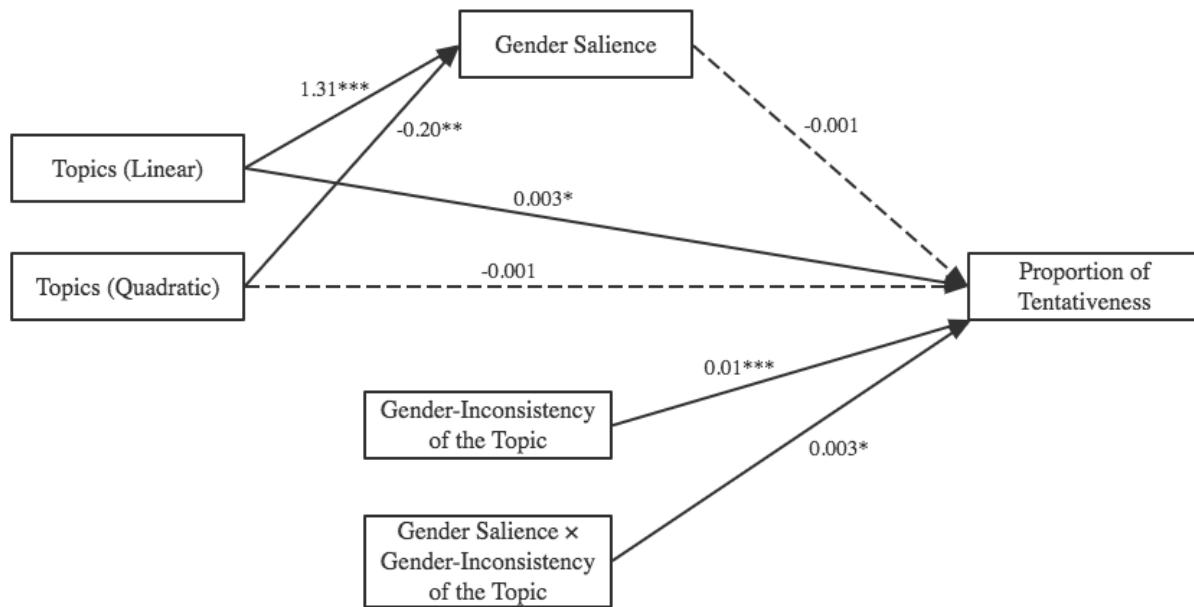 Gender Salience
1.31***
-0.20**
-0.001
Topics (Linear)
0.003*
Topics (Quadratic)
-0.001
Proportion of
Tentativeness
0.01***
Gender-Inconsistency
of the Topic
0.003*
Gender Salience ×
Gender-Inconsistency
of the Topic